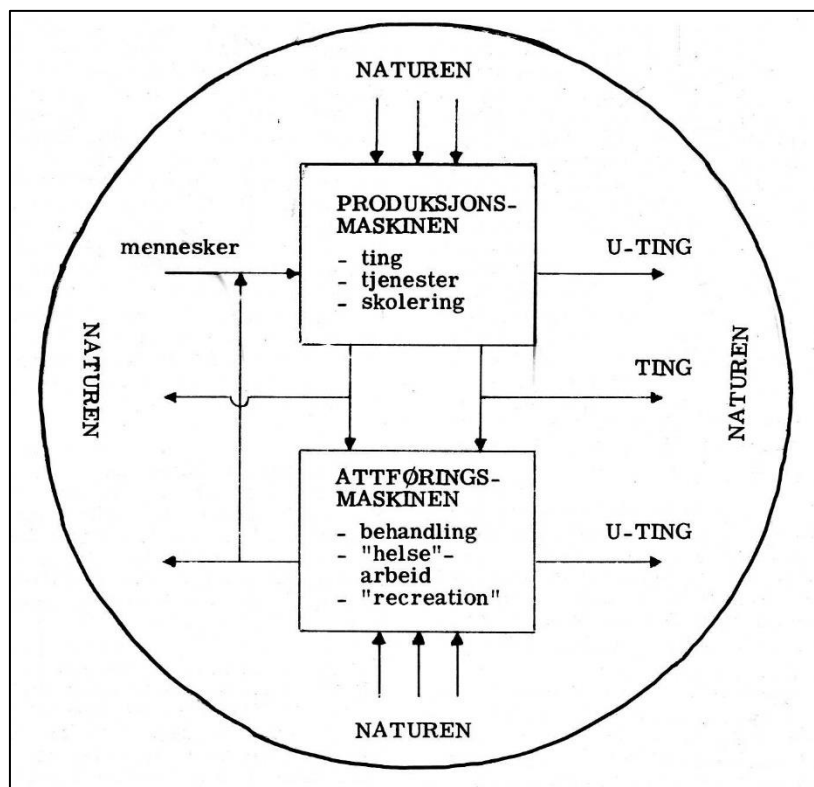 NATUREN
PRODUKSJONS-
MASKINEN
- ting
- tjenester
- skolering
mennesker
U-TING
NATUREN
TING
NATUREN
ATTFØRINGS-
MASKINEN
- behandling
- "helse"-
arbeid
- "recreation"
U-TING
NATUREN